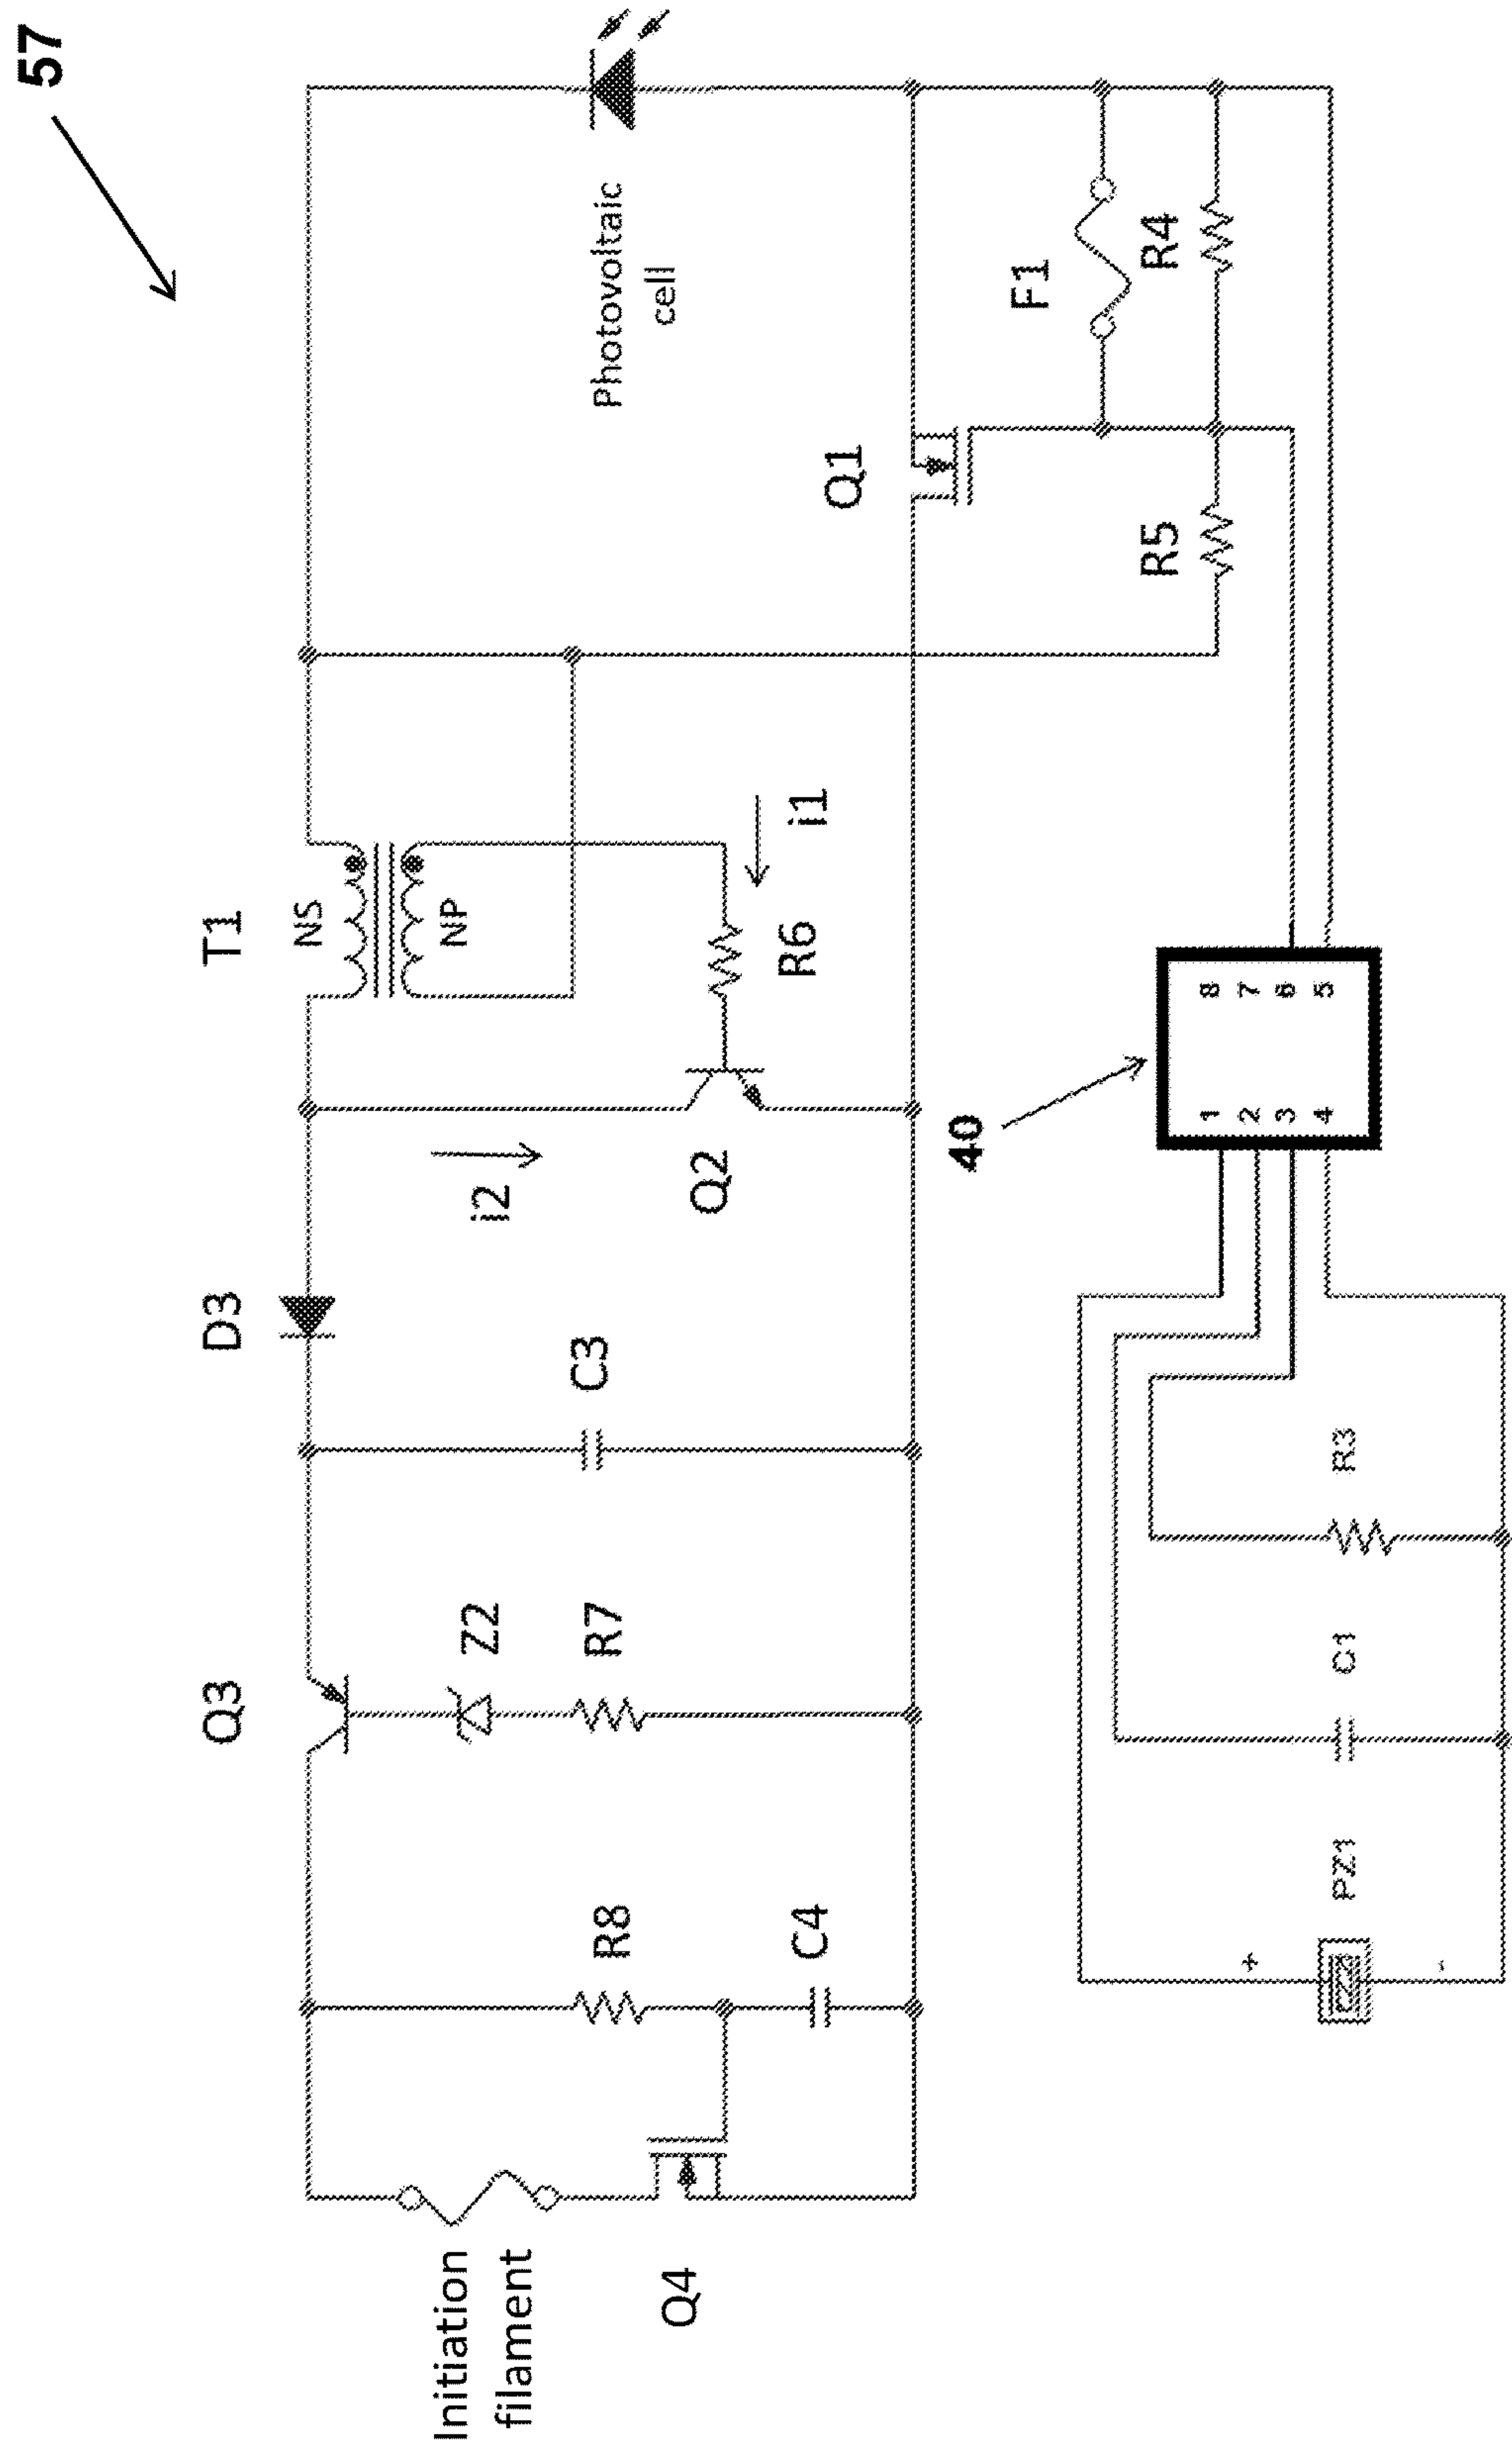 57
Photovoltaic
cell
T1
NS
NP
i1
R6
i2
Q2
D3
C3
Q3
Z2
R7
R8
C4
Initiation
filament
Q4
Q1
F1
R4
R5
40
1
2
3
4
8
7
6
5
R3
C1
PZ1
+
-